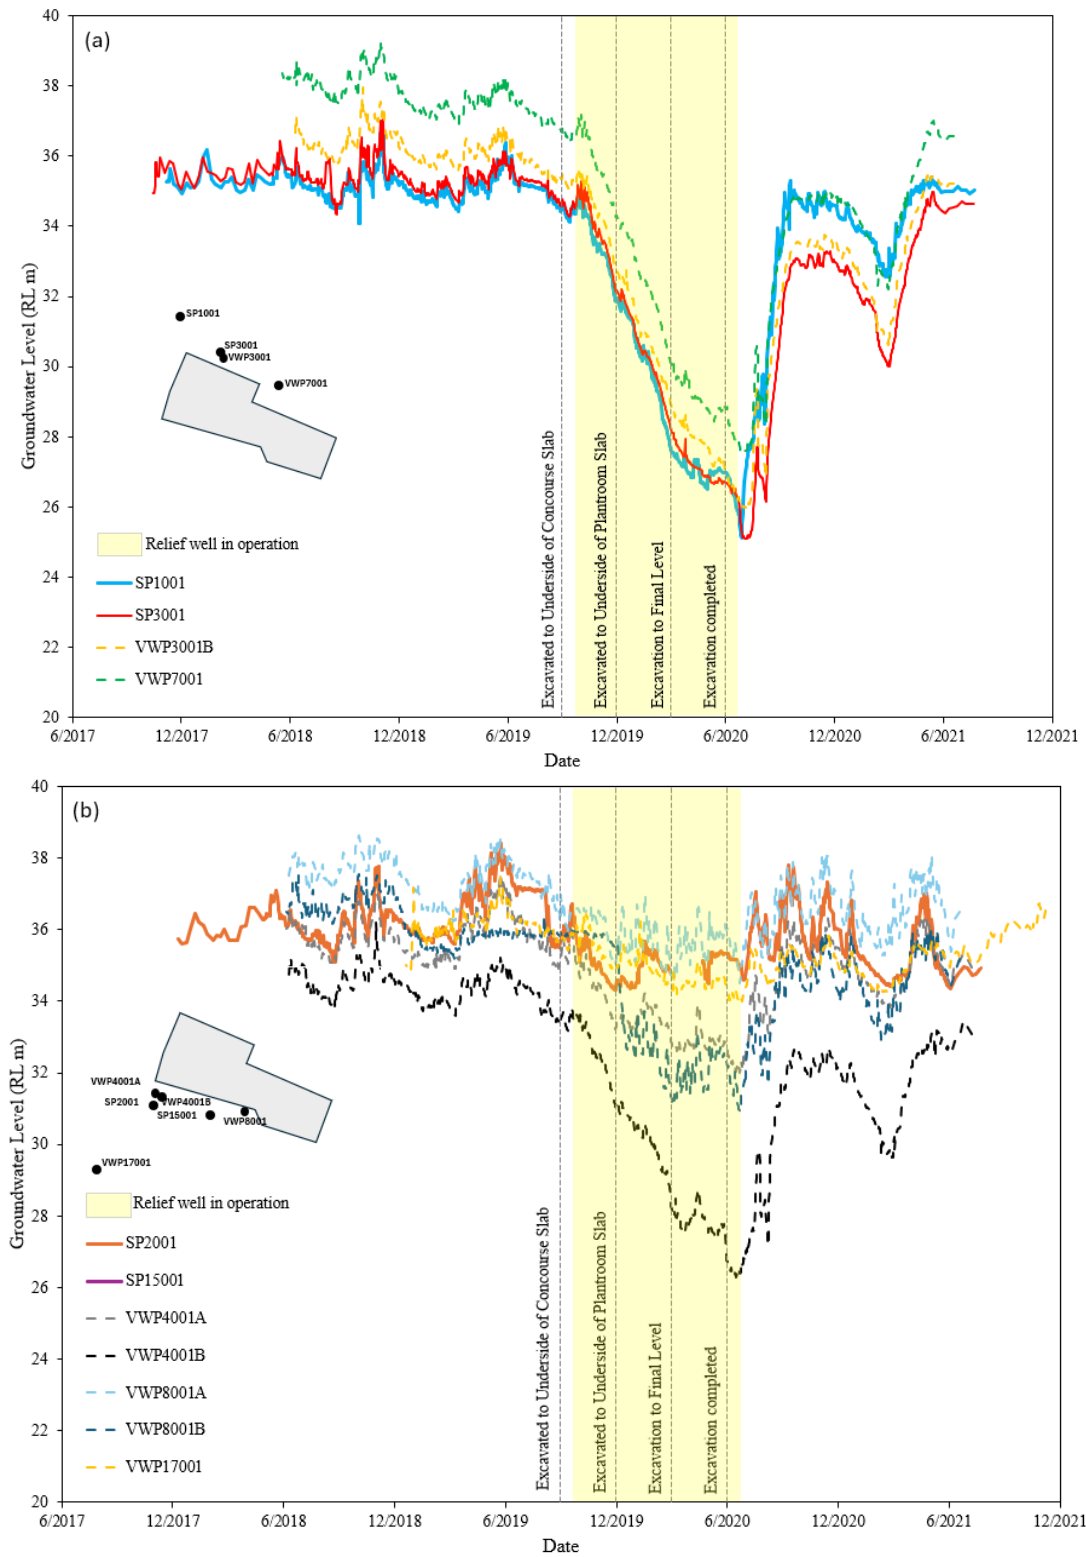 (a)
40
38
36
34
32
30
28
26
24
22
20
Groundwater Level (RL m)
SP1001
SP3001
VWP3001
VWP7001
Relief well in operation
SP1001
SP3001
VWP3001B
VWP7001
Excavated to Underside of Concourse Slab
Excavated to Underside of Plantroom Slab
Excavation to Final Level
Excavation completed
6/2017
12/2017
6/2018
12/2018
6/2019
12/2019
6/2020
12/2020
6/2021
12/2021
Date
(b)
40
38
36
34
32
30
28
26
24
22
20
Groundwater Level (RL m)
VWP4001A
SP2001
VWP4001B
SP15001
VWP8001
VWP17001
Relief well in operation
SP2001
SP15001
VWP4001A
VWP4001B
VWP8001A
VWP8001B
VWP17001
Excavated to Underside of Concourse Slab
Excavated to Underside of Plantroom Slab
Excavation to Final Level
Excavation completed
6/2017
12/2017
6/2018
12/2018
6/2019
12/2019
6/2020
12/2020
6/2021
12/2021
Date